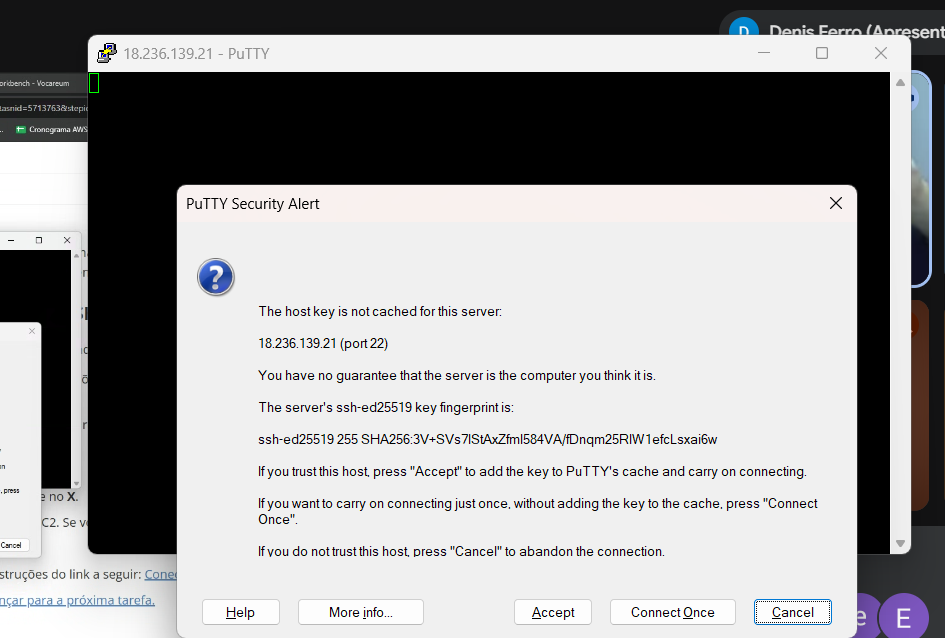 Denis Ferro (Apresent
18.236.139.21 - PuTTY
orkbench - Vocareum
asnid=5713763&stepi
Cronograma AWS
PuTTY Security Alert
The host key is not cached for this server:
18.236.139.21 (port 22)
You have no guarantee that the server is the computer you think it is.
The server's ssh-ed25519 key fingerprint is:
ssh-ed25519 255 SHA256:3V+SVs7lStAxZfml584VA/fDnqm25RlW1efcLsxai6w
If you trust this host, press "Accept" to add the key to PuTTY's cache and carry on connecting.
If you want to carry on connecting just once, without adding the key to the cache, press "Connect
Once".
If you do not trust this host, press "Cancel" to abandon the connection.
Help
More info...
Accept
Connect Once
Cancel
, press
e no X.
C2. Se v
Cancel
struções do link a seguir: Cone
nçar para a próxima tarefa.
D
e
E